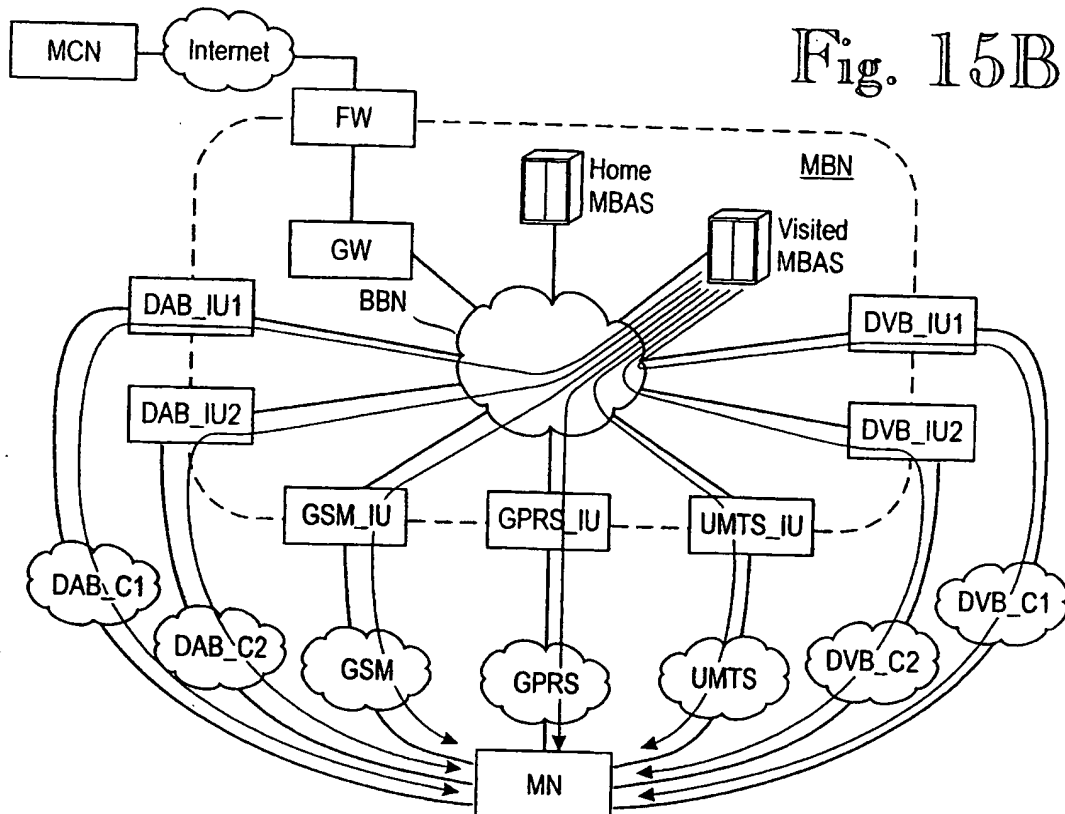 Fig. 15B
MCN
Internet
FW
MBN
Home
MBAS
GW
Visited
MBAS
BBN
DAB_IU1
DVB_IU1
DAB_IU2
DVB_IU2
GSM_IU
GPRS_IU
UMTS_IU
DAB_C1
DVB_C1
DAB_C2
GSM
GPRS
UMTS
DVB_C2
MN